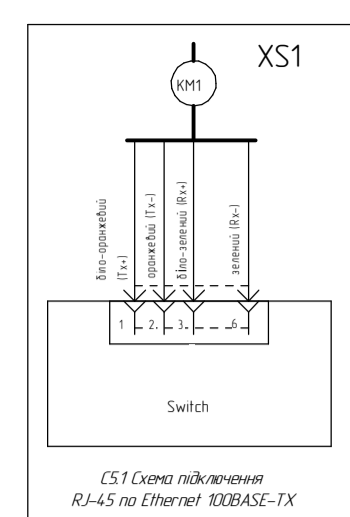 XS1
KM1
біло-оранжевий
(Tx+)
оранжевий (Tx-)
біло-зелений (Rx+)
зелений (Rx-)
1 2. 3. 6
Switch
C5.1 Схема підключення
RJ-45 по Ethernet 100BASE-TX